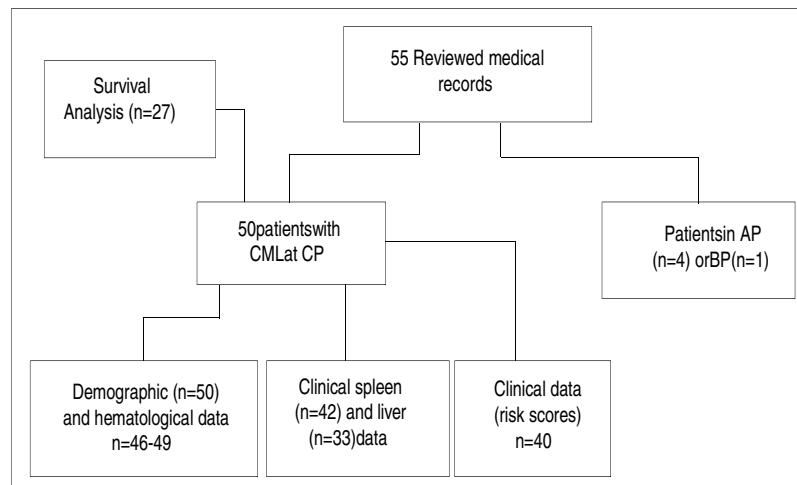 55 Reviewed medical
records
Survival
Analysis (n=27)
50patientswith
CMLat CP
Patientsin AP
(n=4) orBP(n=1)
Demographic (n=50)
and hematological data
n=46-49
Clinical spleen
(n=42) and liver
(n=33)data
Clinical data
(risk scores)
n=40